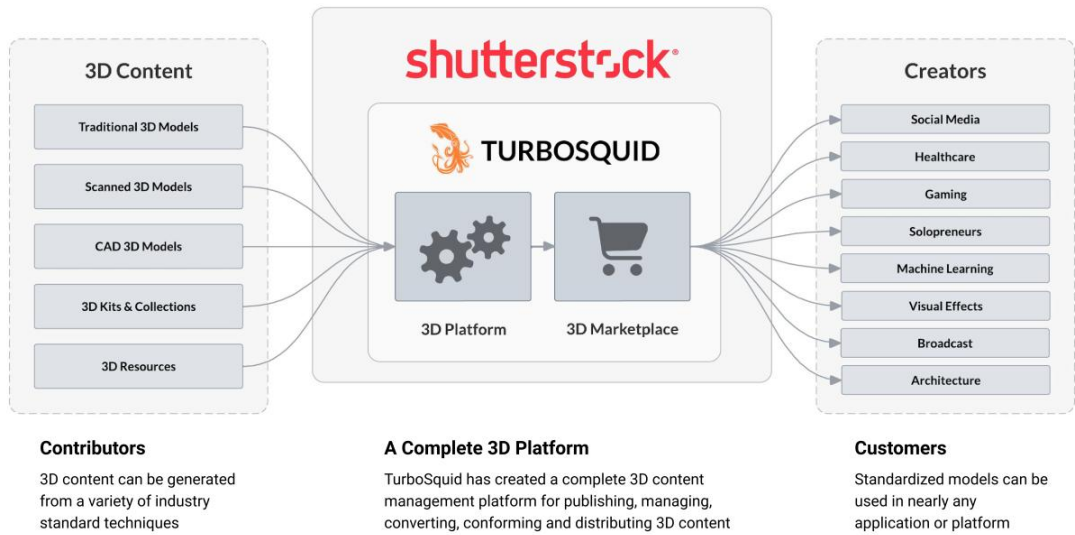 shutterstock®
3D Content
Traditional 3D Models
Scanned 3D Models
CAD 3D Models
3D Kits & Collections
3D Resources
TURBOSQUID
3D Platform
3D Marketplace
Creators
Social Media
Healthcare
Gaming
Solopreneurs
Machine Learning
Visual Effects
Broadcast
Architecture
Contributors
3D content can be generated
from a variety of industry
standard techniques
A Complete 3D Platform
TurboSquid has created a complete 3D content
management platform for publishing, managing,
converting, conforming and distributing 3D content
Customers
Standardized models can be
used in nearly any
application or platform